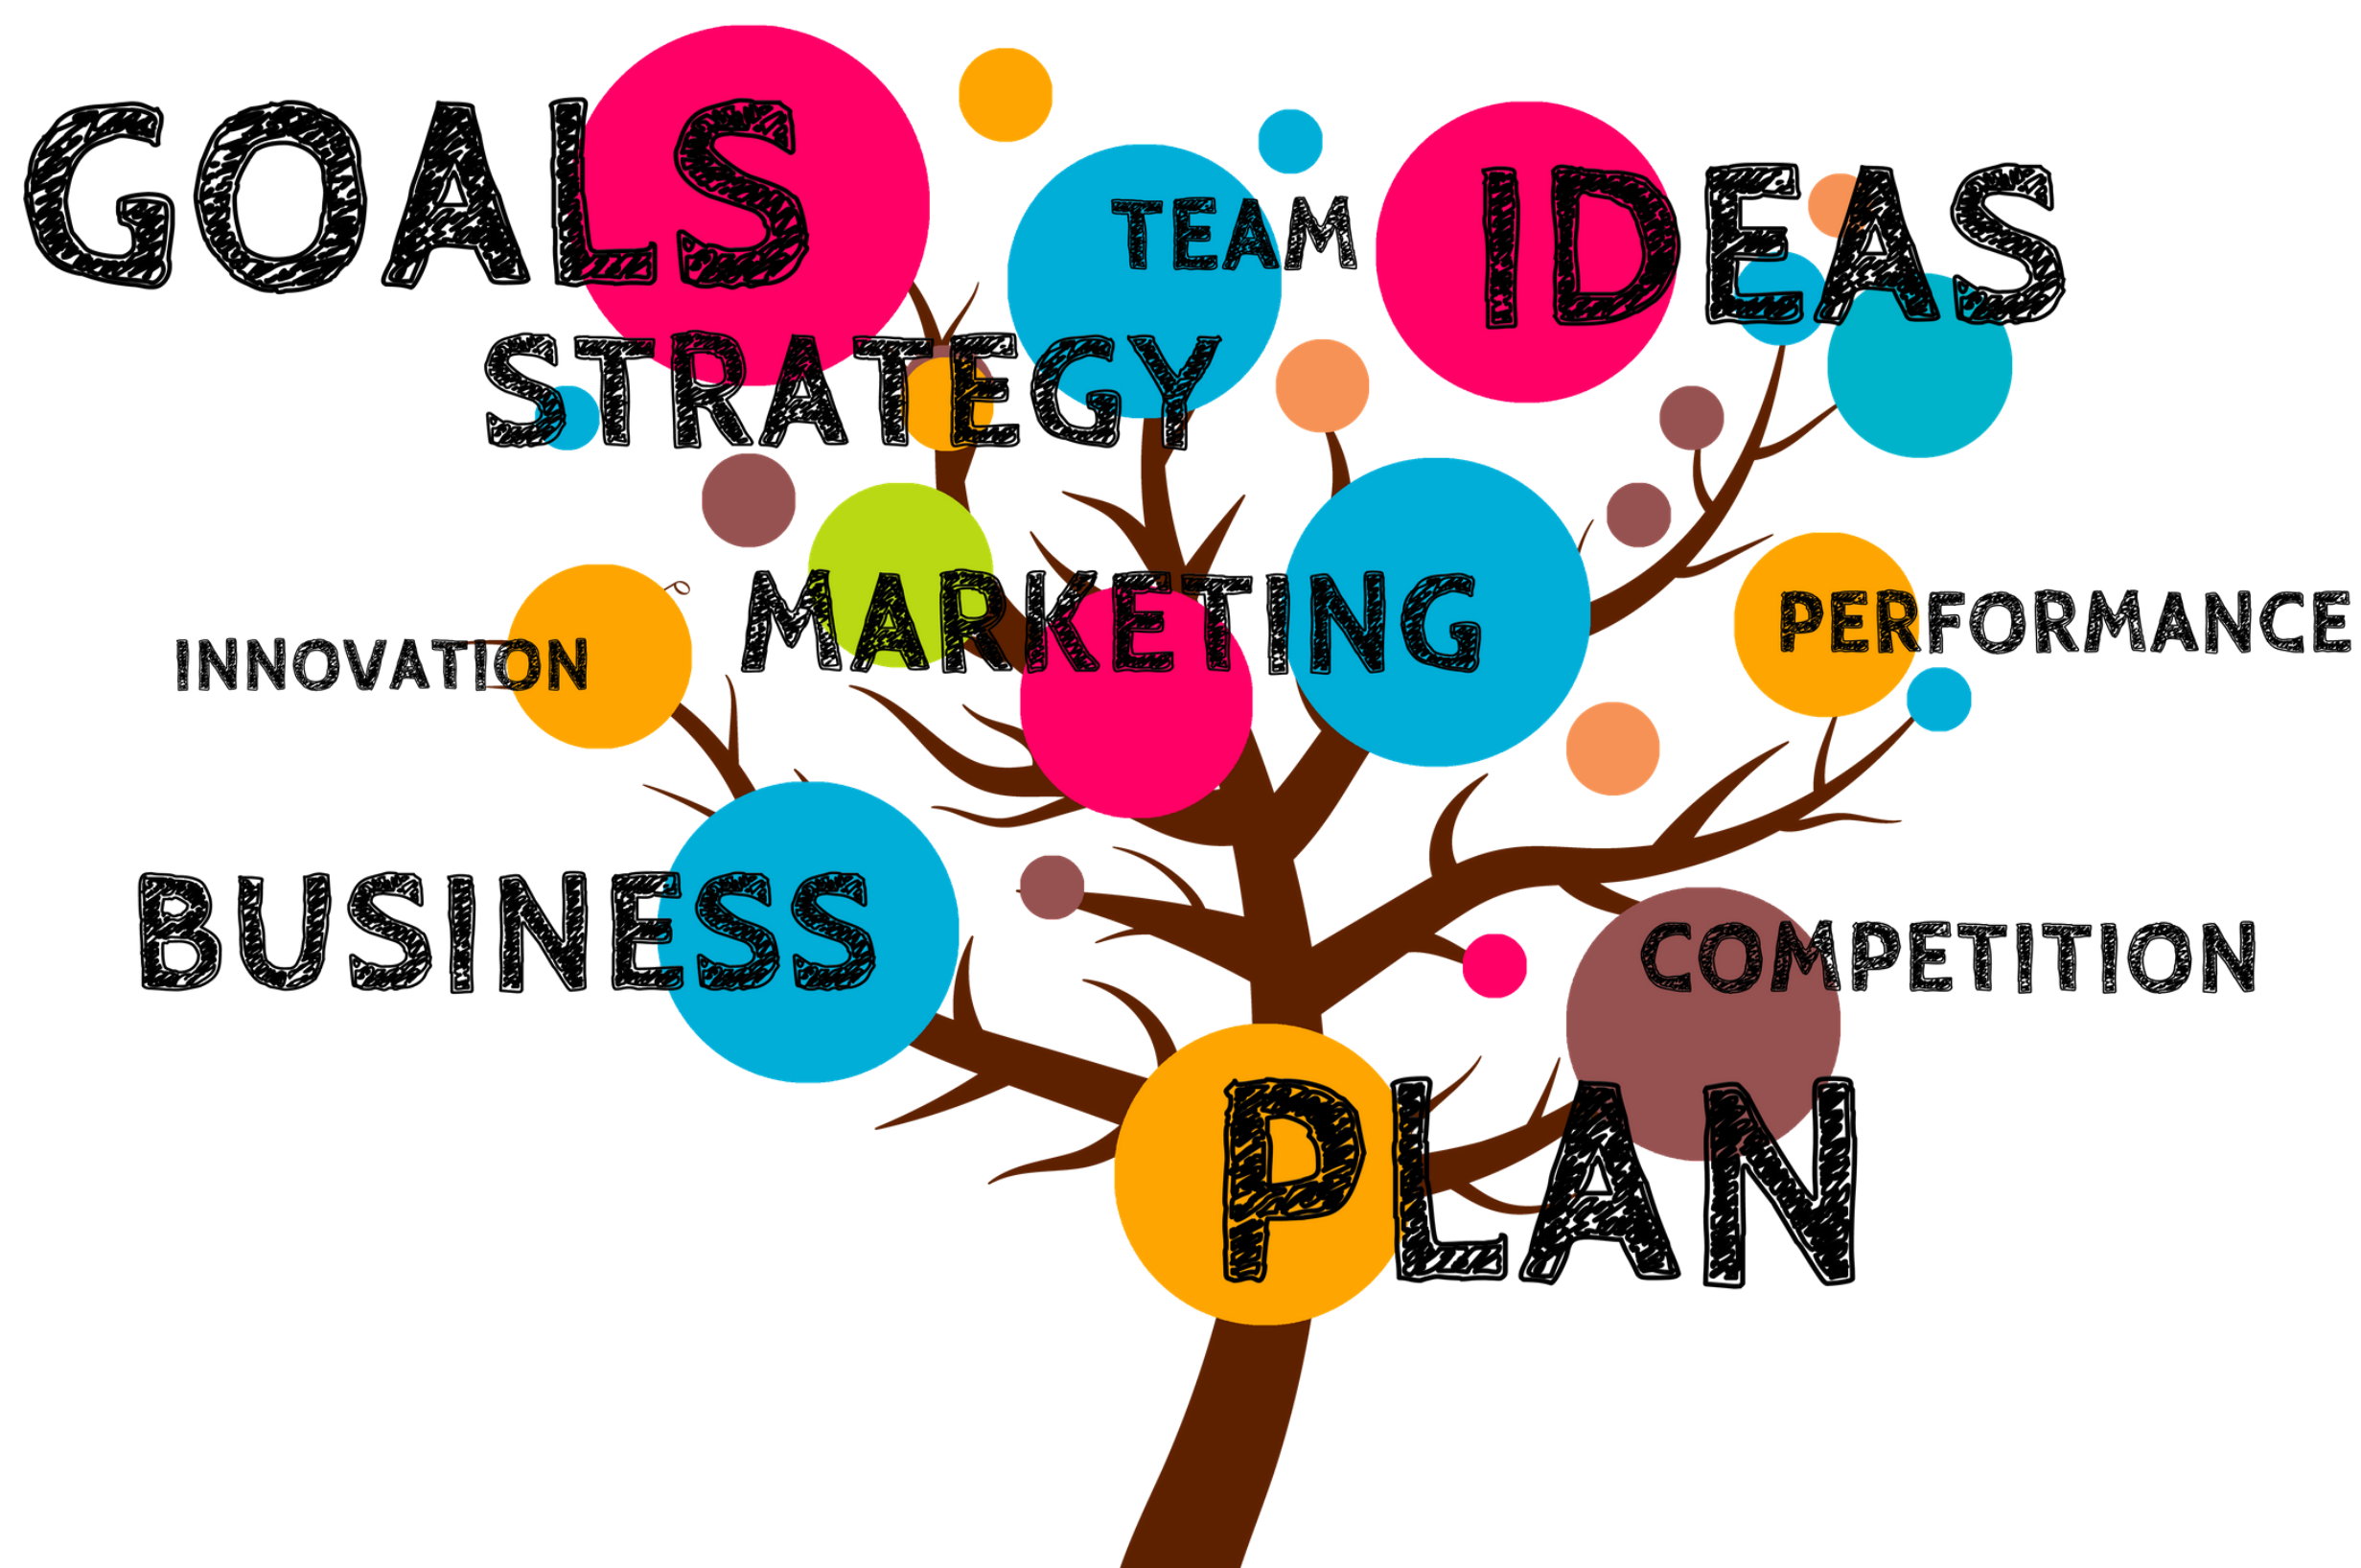 GOALS
TEAM
IDEAS
STRATEGY
MARKETING
PERFORMANCE
INNOVATION
BUSINESS
COMPETITION
PLAN